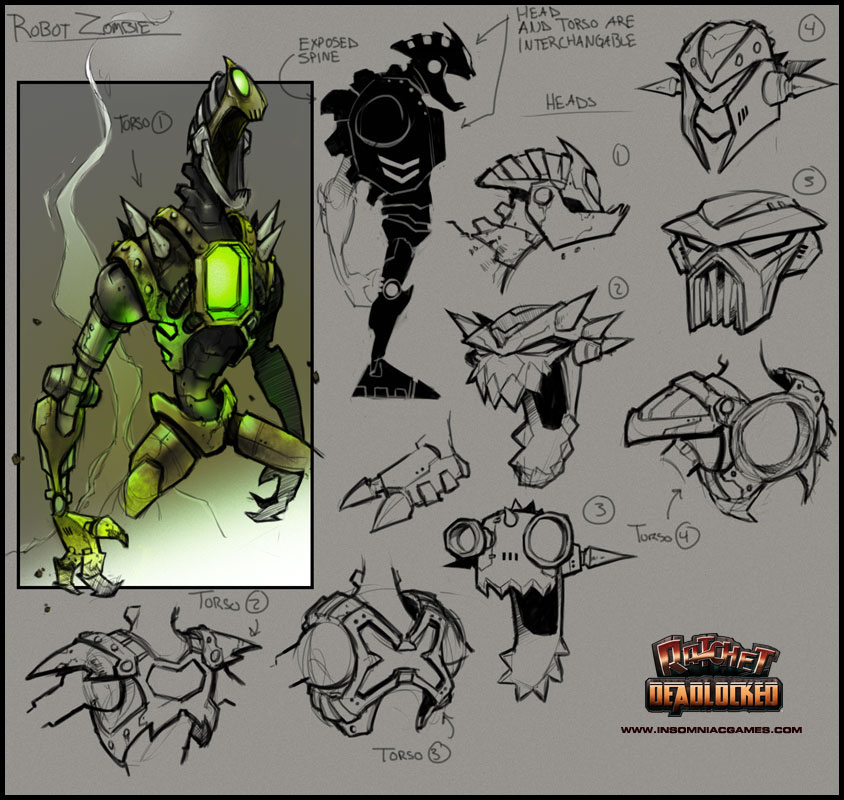 ROBOT ZOMBIE
EXPOSED
SPINE
HEAD
AND TORSO ARE
INTERCHANGABLE
HEADS
TORSO 1
1
2
3
4
5
TORSO 4
TORSO 2
TORSO 3
RATCHET
DEADLOCKED
WWW.INSOMNIACGAMES.COM